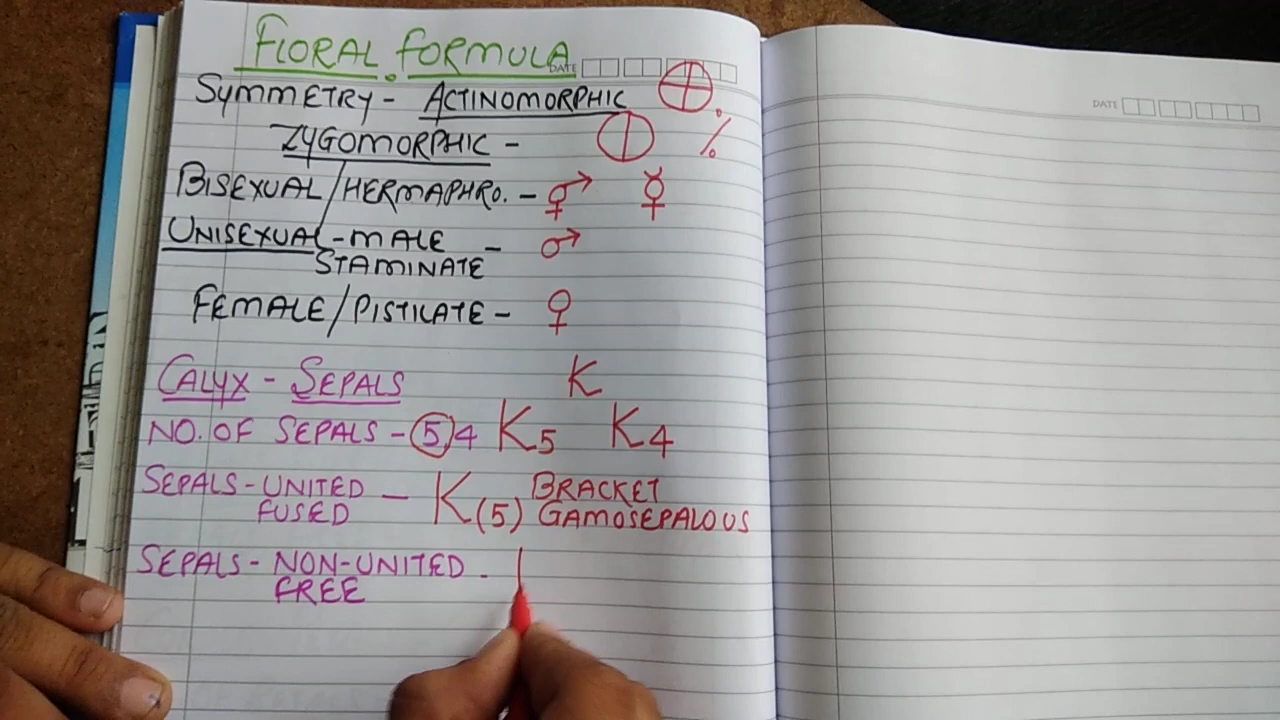 FLORAL FORMULA
DATE
SYMMETRY - ACTINOMORPHIC ⊕.
ZYGOMORPHIC - %
BISEXUAL/HERMAPHRO. - ⚥ ☿
UNISEXUAL - MALE - ♂
STAMINATE
FEMALE/PISTILATE - ♀
CALYX - SEPALS K
NO. OF SEPALS - 5 4 K5 K4
SEPALS - UNITED — K(5) BRACKET
FUSED GAMOSEPALOUS
SEPALS - NON-UNITED -
FREE
DATE